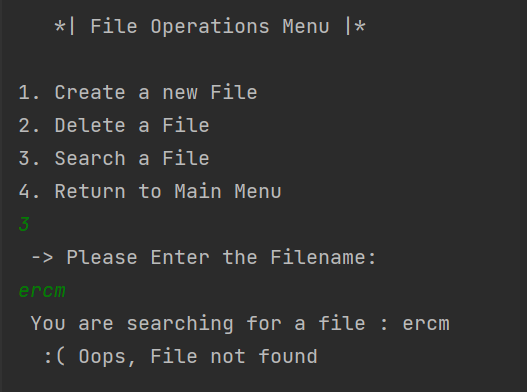 *| File Operations Menu |*
1. Create a new File
2. Delete a File
3. Search a File
4. Return to Main Menu
3
-> Please Enter the Filename:
ercm
You are searching for a file : ercm
:( Oops, File not found